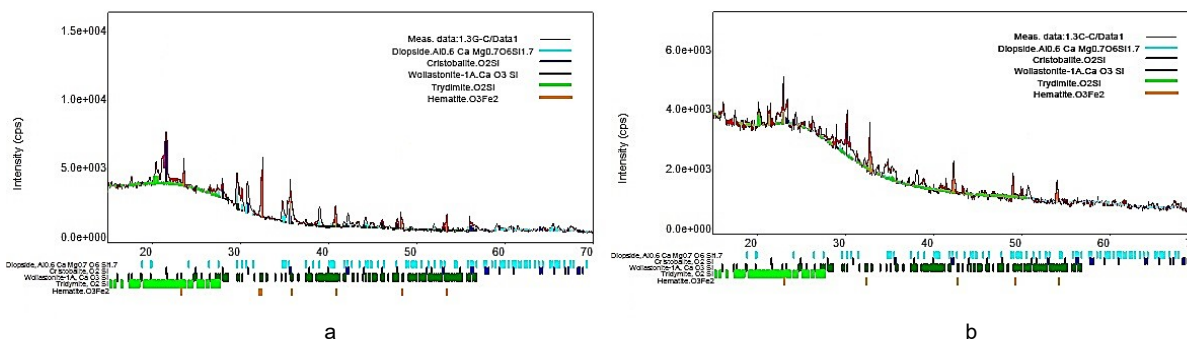 1.5e+004
1.0e+004
5.0e+003
0.0e+000
Intensity (cps)
Meas. data:1.3G-C/Data1
Diopside.Al0.6 Ca Mg0.7O6Si1.7
Cristobalite.O2Si
Wollastonite-1A.Ca O3 Si
Trydimite.O2Si
Hematite.O3Fe2
20
30
40
50
60
70
Diopside, Al0.6 Ca Mg0.7 O6 Si1.7
Cristobalite, O2 Si
Wollastonite-1A, Ca O3 Si
Tridymite, O2 Si
Hematite.O3Fe2
a
6.0e+003
4.0e+003
2.0e+003
0.0e+000
Intensity (cps)
Meas. data:1.3C-C/Data1
Diopside.Al0.6 Ca Mg0.7O6Si1.7
Cristobalite.O2Si
Wollastonite-1A.Ca O3 Si
Trydimite.O2Si
Hematite.O3Fe2
20
30
40
50
60
Diopside, Al0.6 Ca Mg0.7 O6 Si1.7
Cristobalite, O2 Si
Wollastonite-1A, Ca O3 Si
Tridymite, O2 Si
Hematite.O3Fe2
b